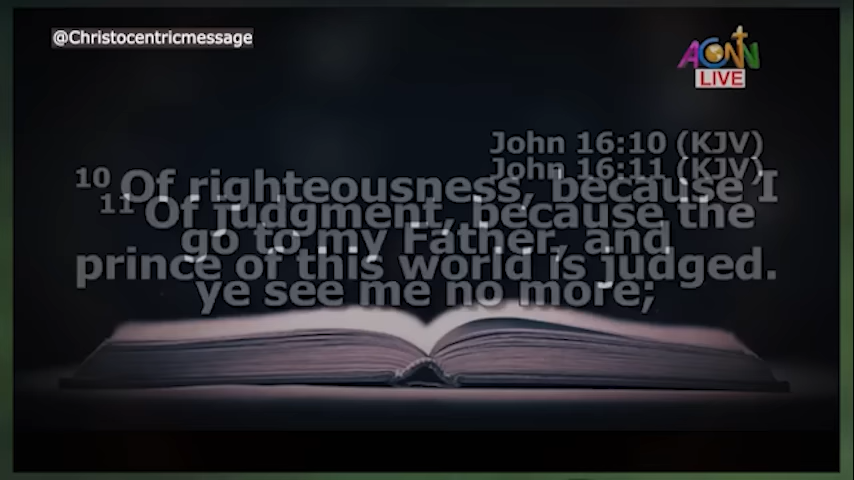 @Christocentricmessage
ACNN
LIVE
John 16:10 (KJV)
John 16:11 (KJV)
10 Of righteousness, because I
11 Of judgment, because the
go to my Father, and
prince of this world is judged.
ye see me no more;